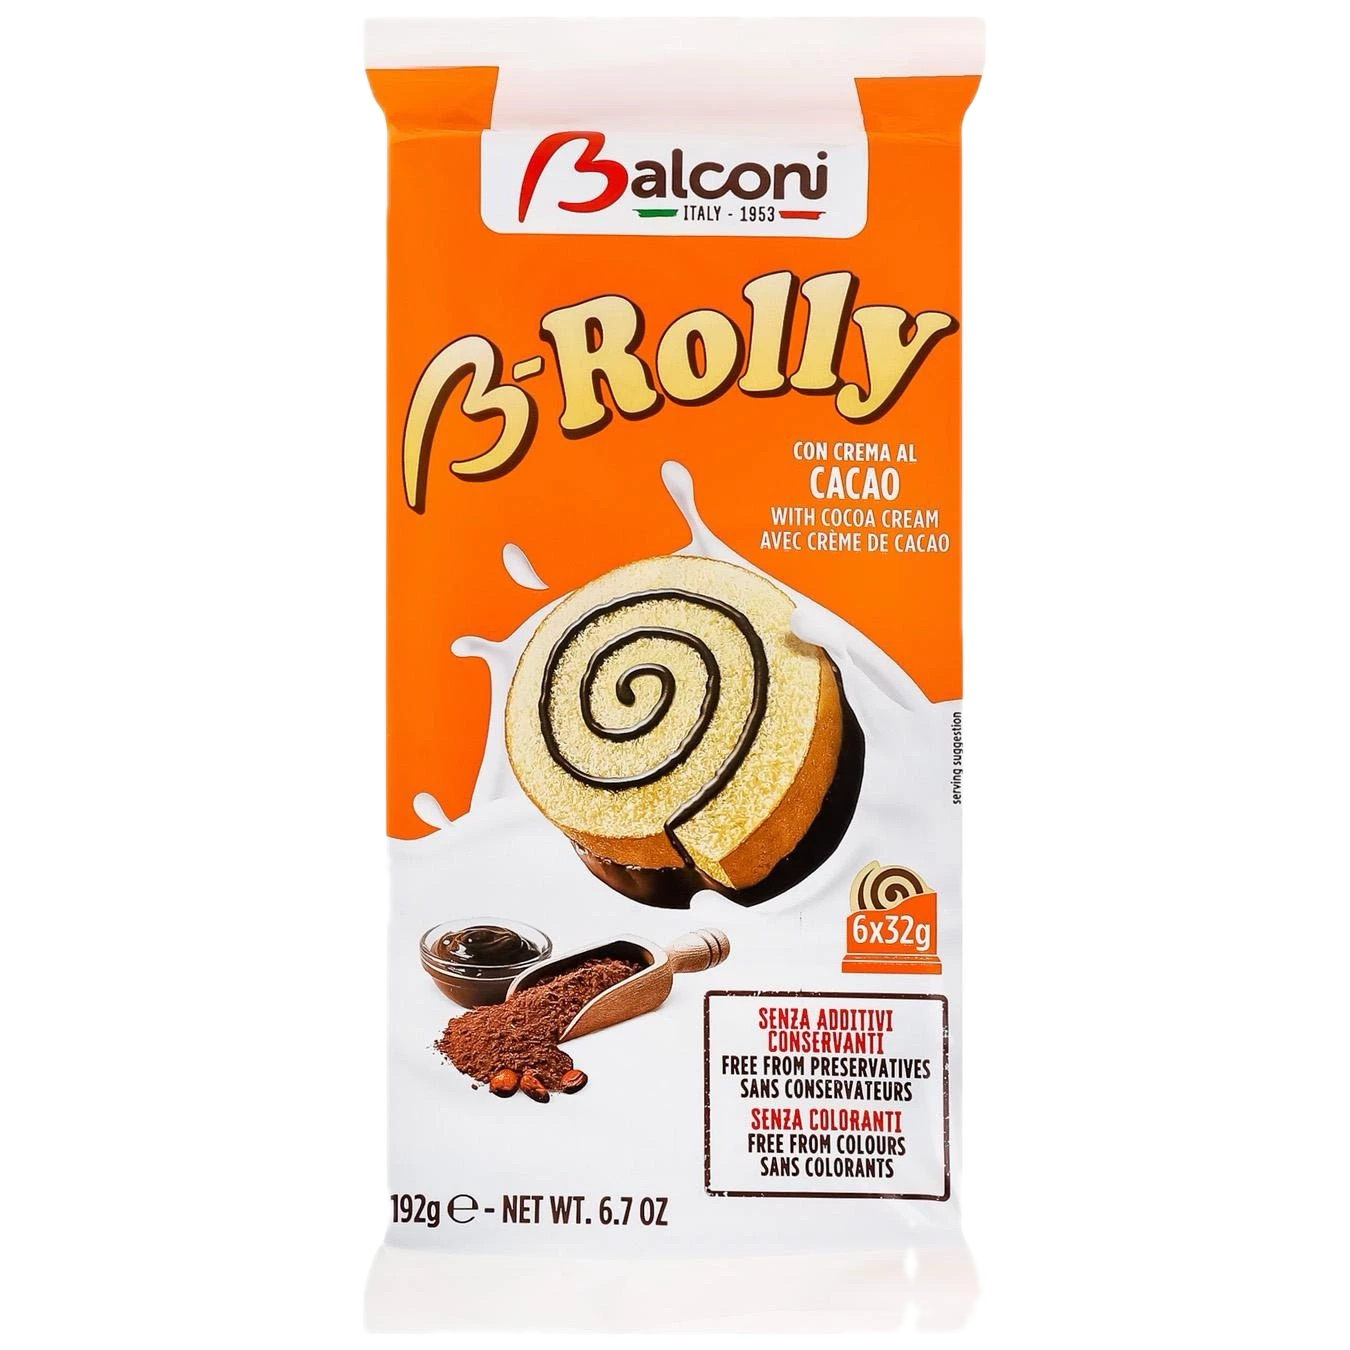 Balconi
ITALY - 1953
B-Rolly
CON CREMA AL
CACAO
WITH COCOA CREAM
AVEC CRÈME DE CACAO
serving suggestion
6x32g
SENZA ADDITIVI
CONSERVANTI
FREE FROM PRESERVATIVES
SANS CONSERVATEURS
SENZA COLORANTI
FREE FROM COLOURS
SANS COLORANTS
192g ℮ - NET WT. 6.7 OZ